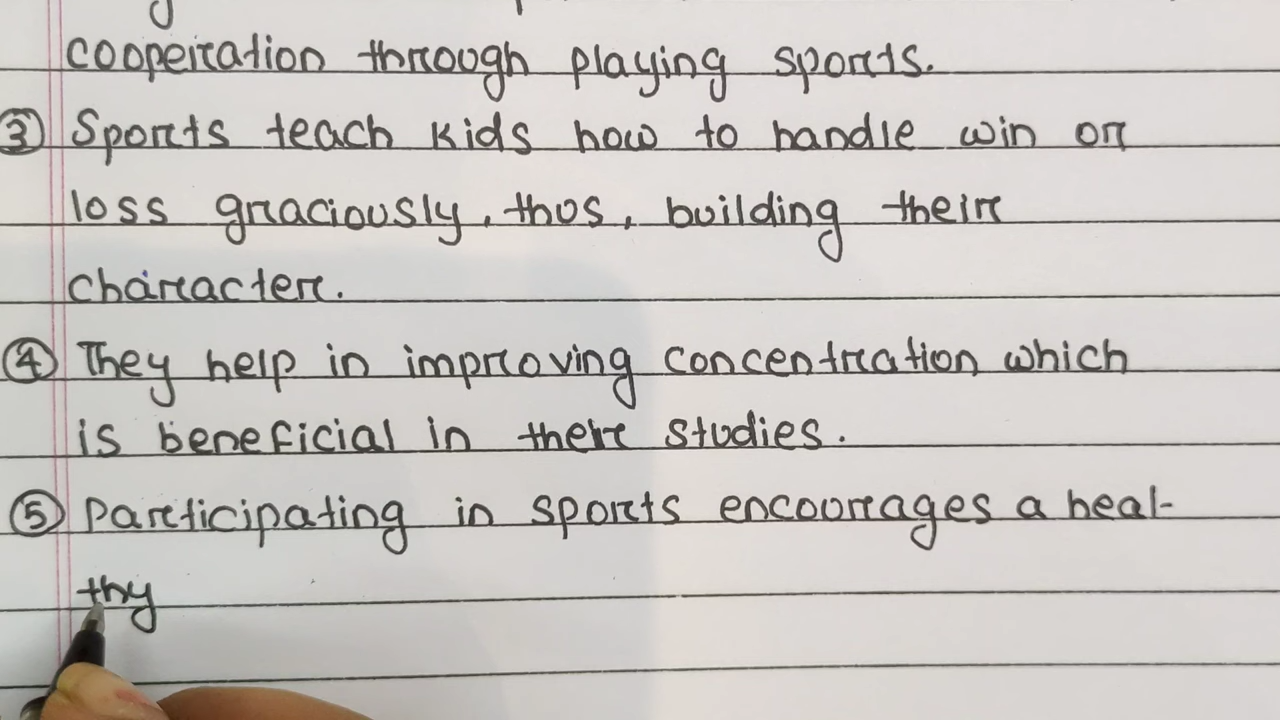 cooperation through playing sports.
③ Sports teach kids how to handle win or
loss graciously, thus, building their
character.
④ They help in improving concentration which
is beneficial in their studies.
⑤ Participating in sports encourages a heal-
thy